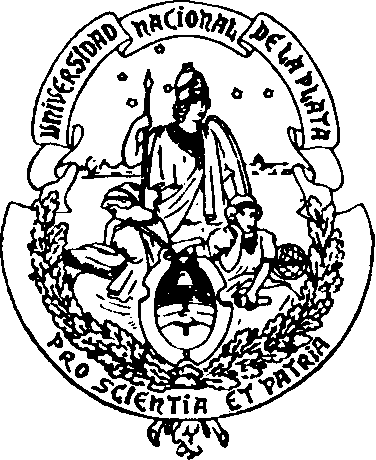 UNIVERSIDAD NACIONAL DE LA PLATA
PRO SCIENTIA ET PATRIA